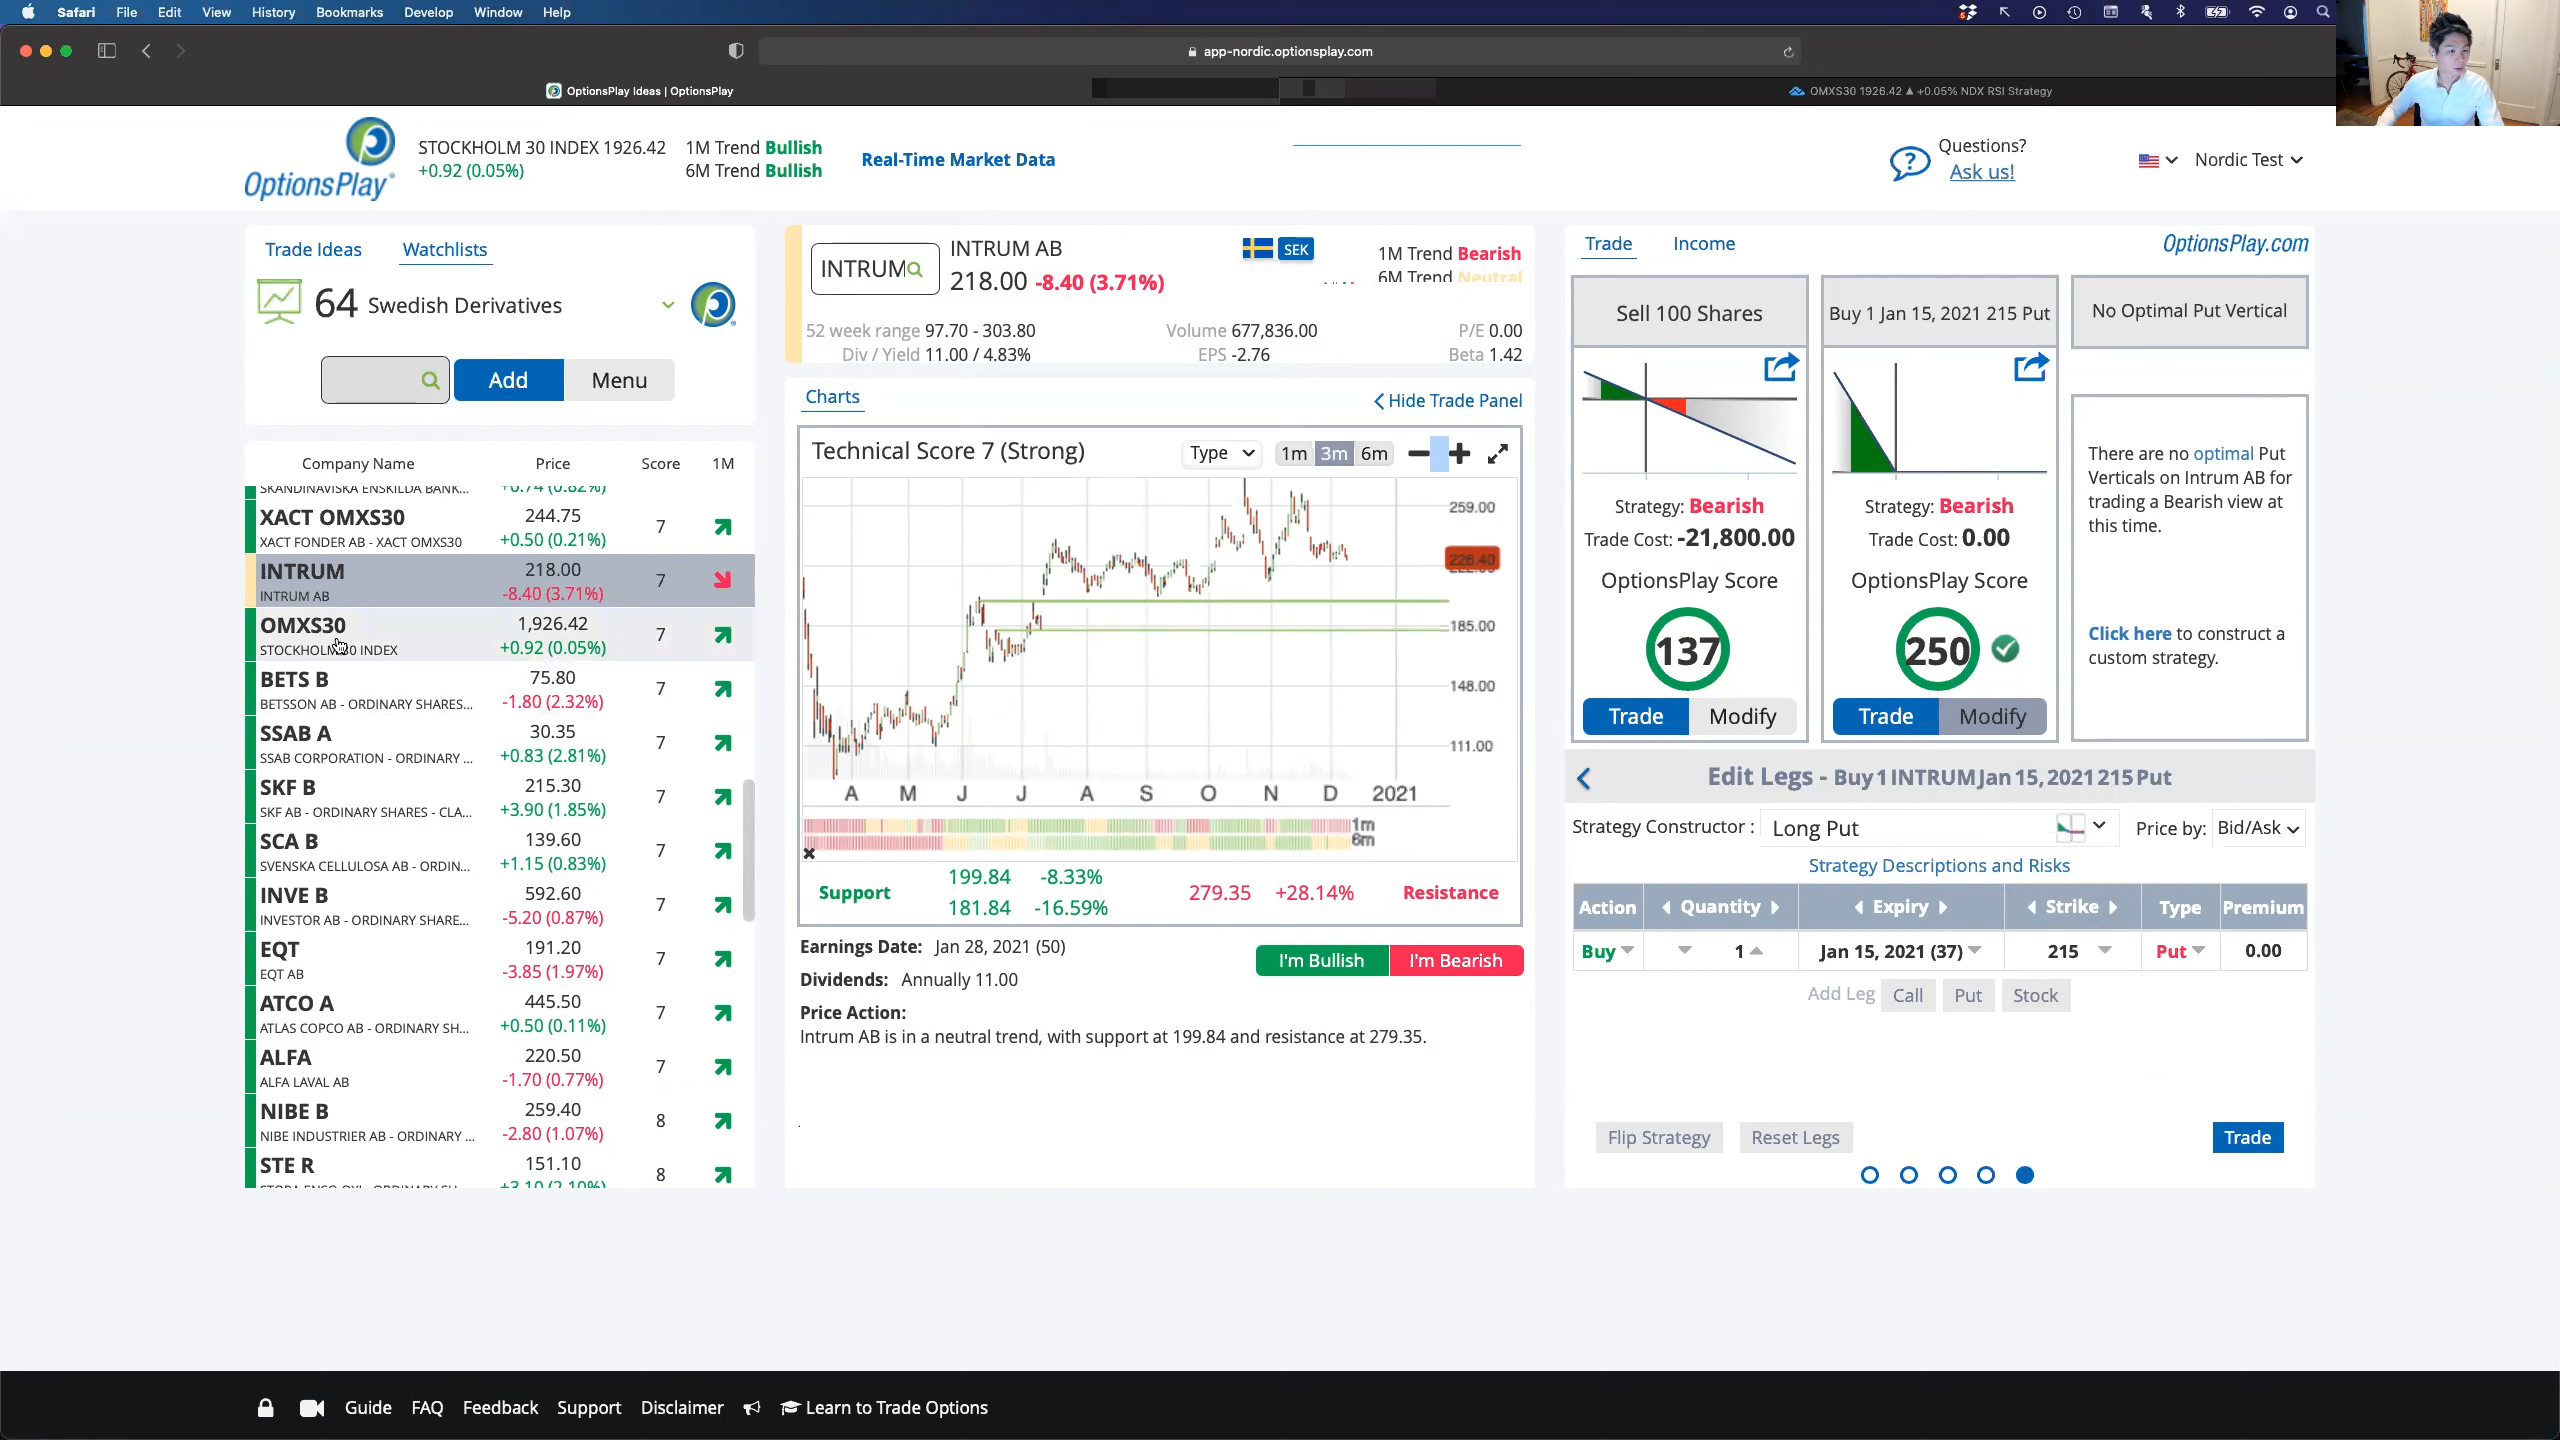 Safari File Edit View History Bookmarks Develop Window Help
app-nordic.optionsplay.com
OptionsPlay Ideas | OptionsPlay
OMXS30 1926.42 ▲ +0.05% NDX RSI Strategy
OptionsPlay
STOCKHOLM 30 INDEX 1926.42
+0.92 (0.05%)
1M Trend Bullish
6M Trend Bullish
Real-Time Market Data
Questions?
Ask us!
Nordic Test
Trade Ideas Watchlists
64 Swedish Derivatives
Add Menu
Company Name Price Score 1M
SKANDINAVISKA ENSKILDA BANK... +0.74 (0.82%)
XACT OMXS30 244.75 7
XACT FONDER AB - XACT OMXS30 +0.50 (0.21%)
INTRUM 218.00 7
INTRUM AB -8.40 (3.71%)
OMXS30 1,926.42 7
STOCKHOLM 30 INDEX +0.92 (0.05%)
BETS B 75.80 7
BETSSON AB - ORDINARY SHARES... -1.80 (2.32%)
SSAB A 30.35 7
SSAB CORPORATION - ORDINARY ... +0.83 (2.81%)
SKF B 215.30 7
SKF AB - ORDINARY SHARES - CLA... +3.90 (1.85%)
SCA B 139.60 7
SVENSKA CELLULOSA AB - ORDIN... +1.15 (0.83%)
INVE B 592.60 7
INVESTOR AB - ORDINARY SHARE... -5.20 (0.87%)
EQT 191.20 7
EQT AB -3.85 (1.97%)
ATCO A 445.50 7
ATLAS COPCO AB - ORDINARY SH... +0.50 (0.11%)
ALFA 220.50 7
ALFA LAVAL AB -1.70 (0.77%)
NIBE B 259.40 8
NIBE INDUSTRIER AB - ORDINARY ... -2.80 (1.07%)
STE R 151.10 8
+3.10 (2.10%)
INTRUM
INTRUM AB
218.00 -8.40 (3.71%)
SEK
1M Trend Bearish
6M Trend Neutral
52 week range 97.70 - 303.80 Volume 677,836.00 P/E 0.00
Div / Yield 11.00 / 4.83% EPS -2.76 Beta 1.42
Charts
Hide Trade Panel
Technical Score 7 (Strong) Type 1m 3m 6m
259.00
226.40
185.00
148.00
111.00
A M J J A S O N D 2021
1m
6m
Support 199.84 -8.33% 279.35 +28.14% Resistance
181.84 -16.59%
Earnings Date: Jan 28, 2021 (50)
I'm Bullish I'm Bearish
Dividends: Annually 11.00
Price Action:
Intrum AB is in a neutral trend, with support at 199.84 and resistance at 279.35.
Trade Income
OptionsPlay.com
Sell 100 Shares
Strategy: Bearish
Trade Cost: -21,800.00
OptionsPlay Score
137
Trade Modify
Buy 1 Jan 15, 2021 215 Put
Strategy: Bearish
Trade Cost: 0.00
OptionsPlay Score
250
Trade Modify
No Optimal Put Vertical
There are no optimal Put
Verticals on Intrum AB for
trading a Bearish view at
this time.
Click here to construct a
custom strategy.
Edit Legs - Buy 1 INTRUM Jan 15, 2021 215 Put
Strategy Constructor : Long Put Price by: Bid/Ask
Strategy Descriptions and Risks
Action Quantity Expiry Strike Type Premium
Buy 1 Jan 15, 2021 (37) 215 Put 0.00
Add Leg Call Put Stock
Flip Strategy Reset Legs Trade
Guide FAQ Feedback Support Disclaimer Learn to Trade Options